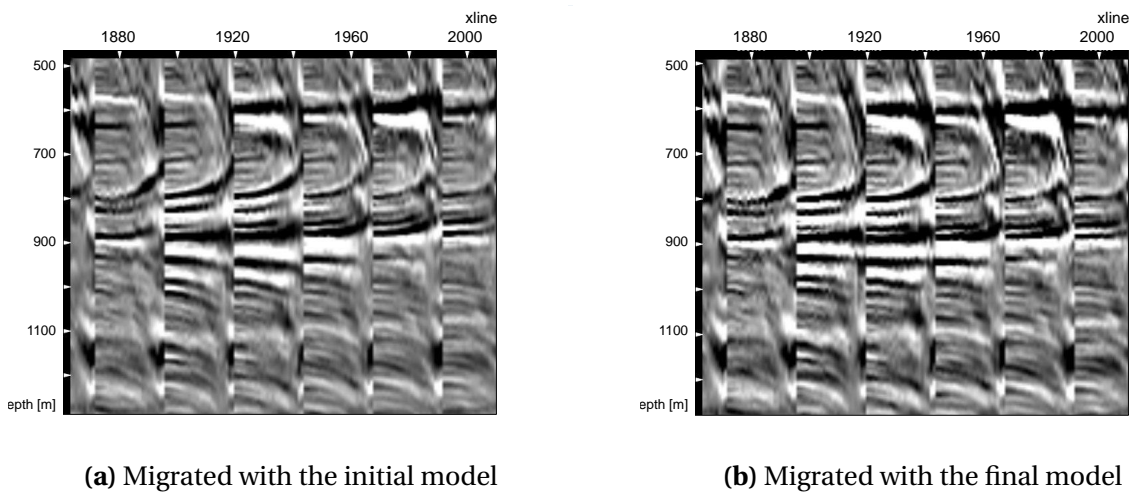 xline
1880 1920 1960 2000
500
700
900
1100
epth [m]
(a) Migrated with the initial model
xline
1880 1920 1960 2000
500
700
900
1100
epth [m]
(b) Migrated with the final model